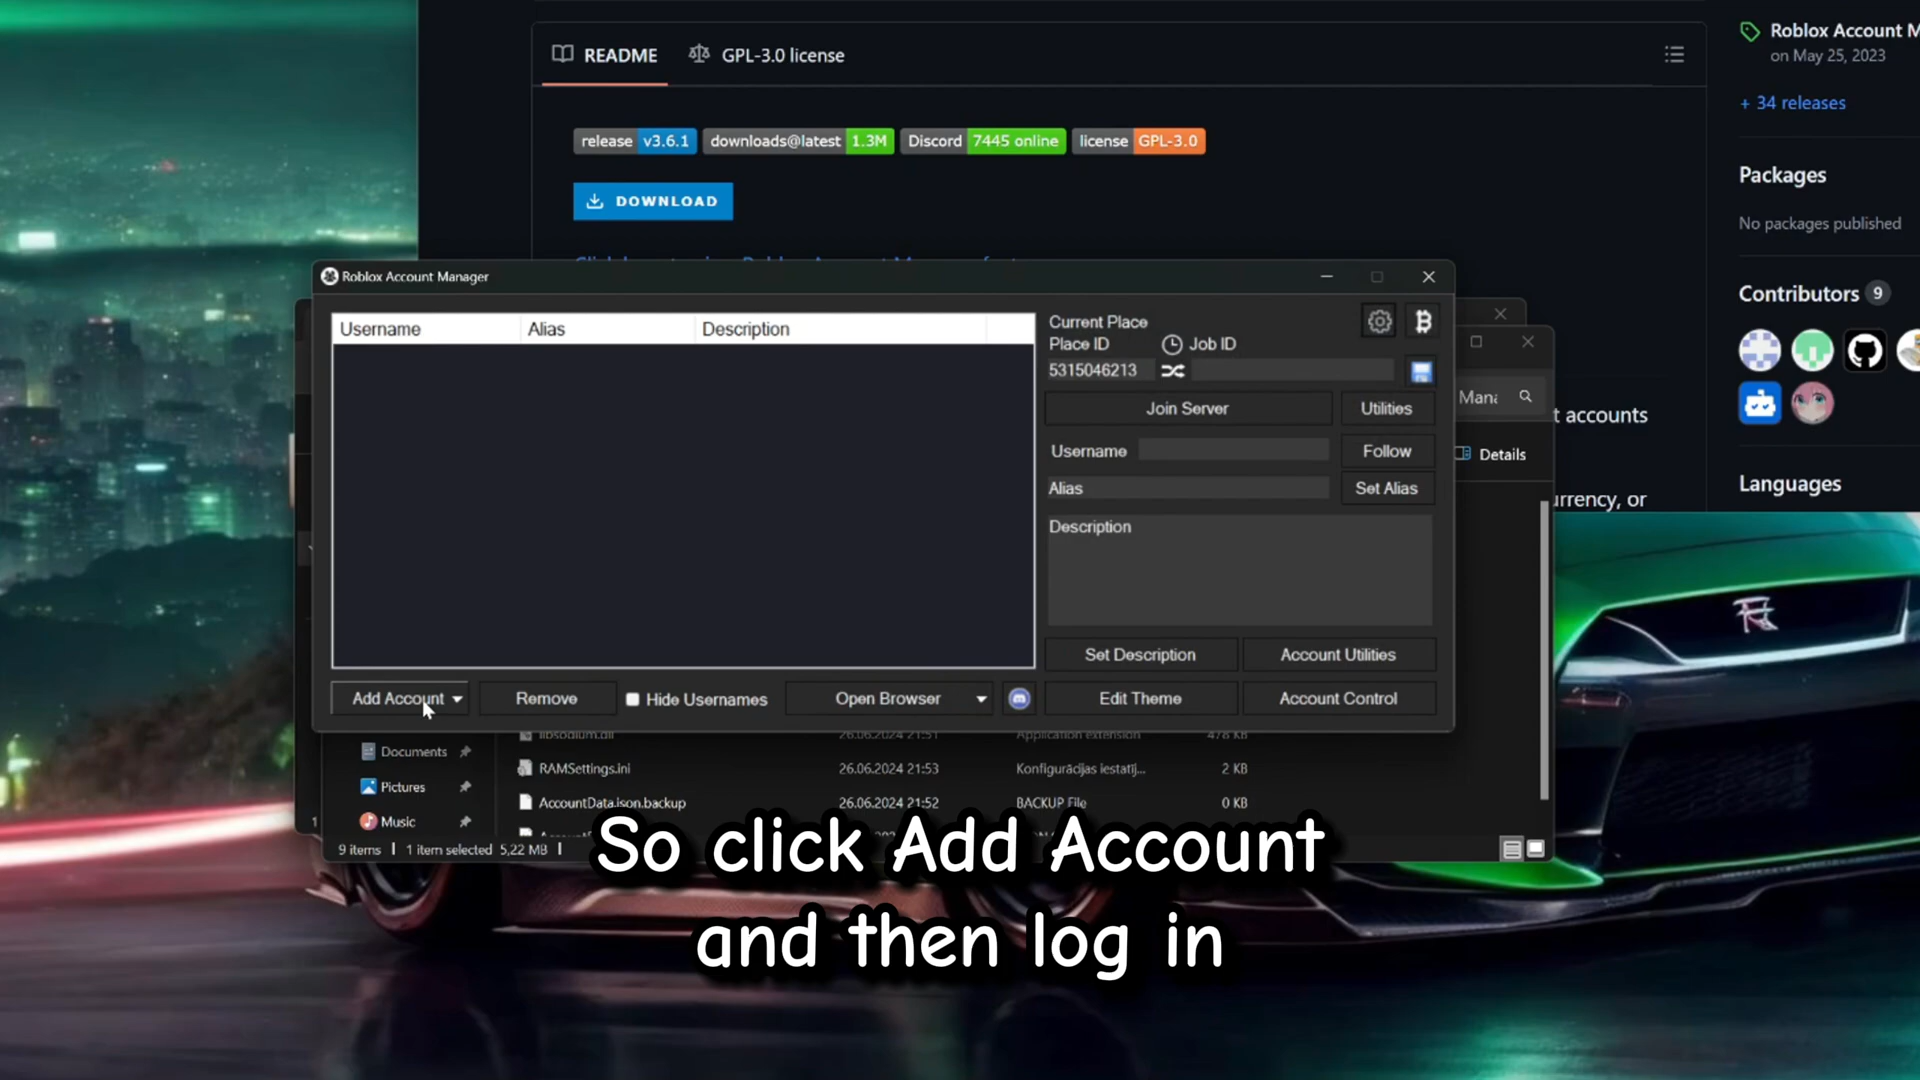 README
GPL-3.0 license
Roblox Account M
on May 25, 2023
+ 34 releases
release v3.6.1
downloads@latest 1.3M
Discord 7445 online
license GPL-3.0
DOWNLOAD
Packages
No packages published
Contributors 9
Languages
Roblox Account Manager
Username
Alias
Description
Current Place
Place ID
Job ID
5315046213
Join Server
Utilities
Username
Follow
Alias
Set Alias
Description
Set Description
Account Utilities
Add Account
Remove
Hide Usernames
Open Browser
Edit Theme
Account Control
Mana
t accounts
Details
urrency, or
libsodium.dll 26.06.2024 21:51 Application extension 478 KB
Documents
RAMSettings.ini 26.06.2024 21:53 Konfigurācijas iestatīj... 2 KB
Pictures
AccountData.json.backup 26.06.2024 21:52 BACKUP File 0 KB
Music
9 items
1 item selected 5,22 MB
So click Add Account
and then log in